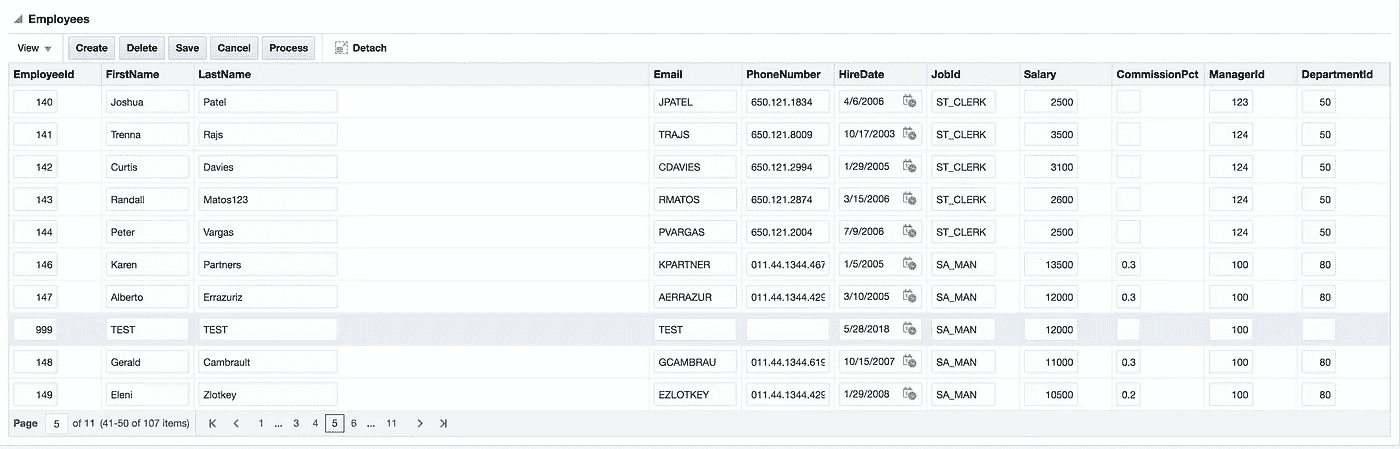 Employees
View Create Delete Save Cancel Process Detach
EmployeeId FirstName LastName Email PhoneNumber HireDate JobId Salary CommissionPct ManagerId DepartmentId
140 Joshua Patel JPATEL 650.121.1834 4/6/2006 ST_CLERK 2500 123 50
141 Trenna Rajs TRAJS 650.121.8009 10/17/2003 ST_CLERK 3500 124 50
142 Curtis Davies CDAVIES 650.121.2994 1/29/2005 ST_CLERK 3100 124 50
143 Randall Matos123 RMATOS 650.121.2874 3/15/2006 ST_CLERK 2600 124 50
144 Peter Vargas PVARGAS 650.121.2004 7/9/2006 ST_CLERK 2500 124 50
146 Karen Partners KPARTNER 011.44.1344.467 1/5/2005 SA_MAN 13500 0.3 100 80
147 Alberto Errazuriz AERRAZUR 011.44.1344.429 3/10/2005 SA_MAN 12000 0.3 100 80
999 TEST TEST TEST 5/28/2018 SA_MAN 12000 100
148 Gerald Cambrault GCAMBRAU 011.44.1344.619 10/15/2007 SA_MAN 11000 0.3 100 80
149 Eleni Zlotkey EZLOTKEY 011.44.1344.429 1/29/2008 SA_MAN 10500 0.2 100 80
Page 5 of 11 (41-50 of 107 items) 1 ... 3 4 5 6 ... 11